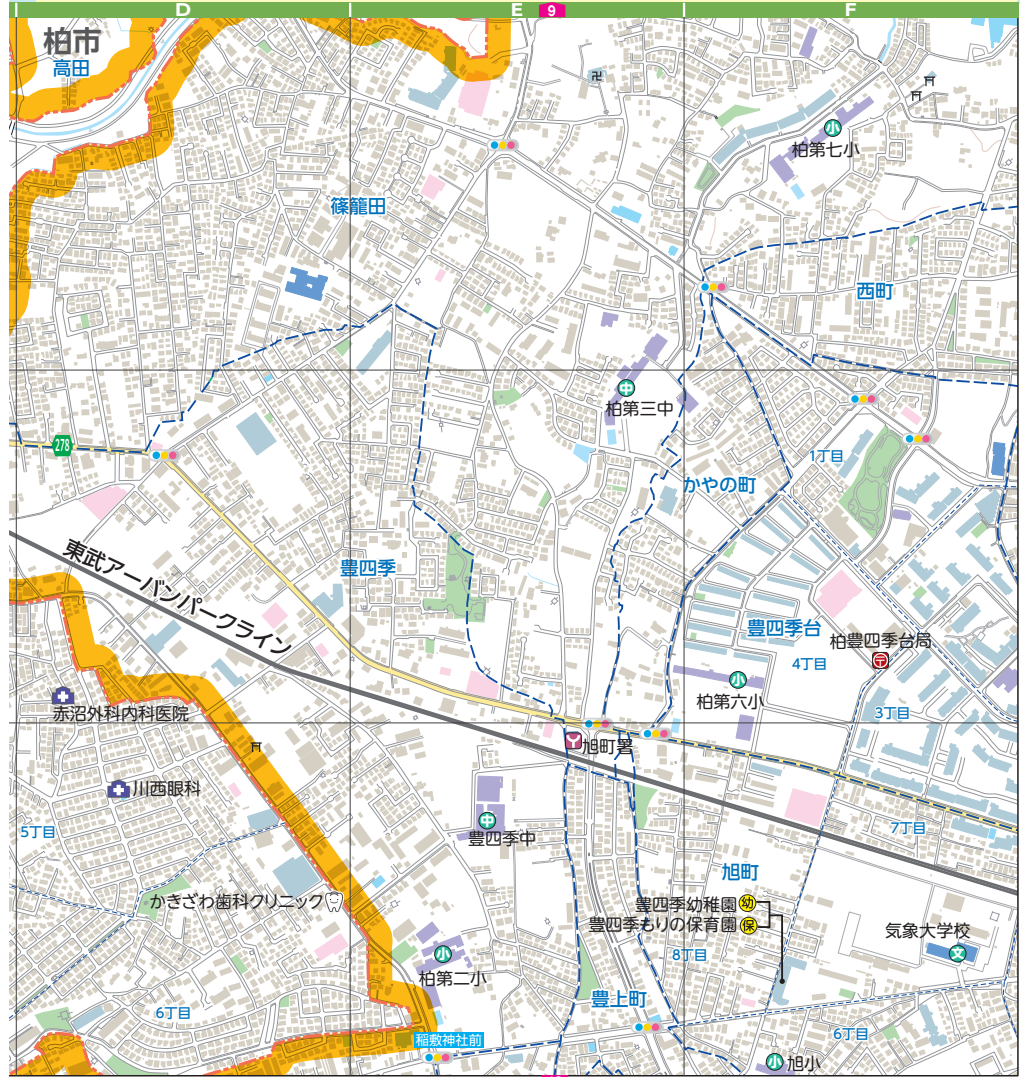 D
E
9
F
柏市
高田
柏第七小
篠籠田
西町
柏第三中
278
1丁目
かやの町
東武アーバンパークライン
豊四季
豊四季台
柏豊四季台局
4丁目
柏第六小
赤沼外科内科医院
3丁目
旭町署
川西眼科
5丁目
豊四季中
7丁目
旭町
かきざわ歯科クリニック
豊四季幼稚園 幼
豊四季もりの保育園 保
気象大学校
8丁目
柏第二小
豊上町
6丁目
6丁目
稲敷神社前
旭小
小
中
小
中
小
小
文